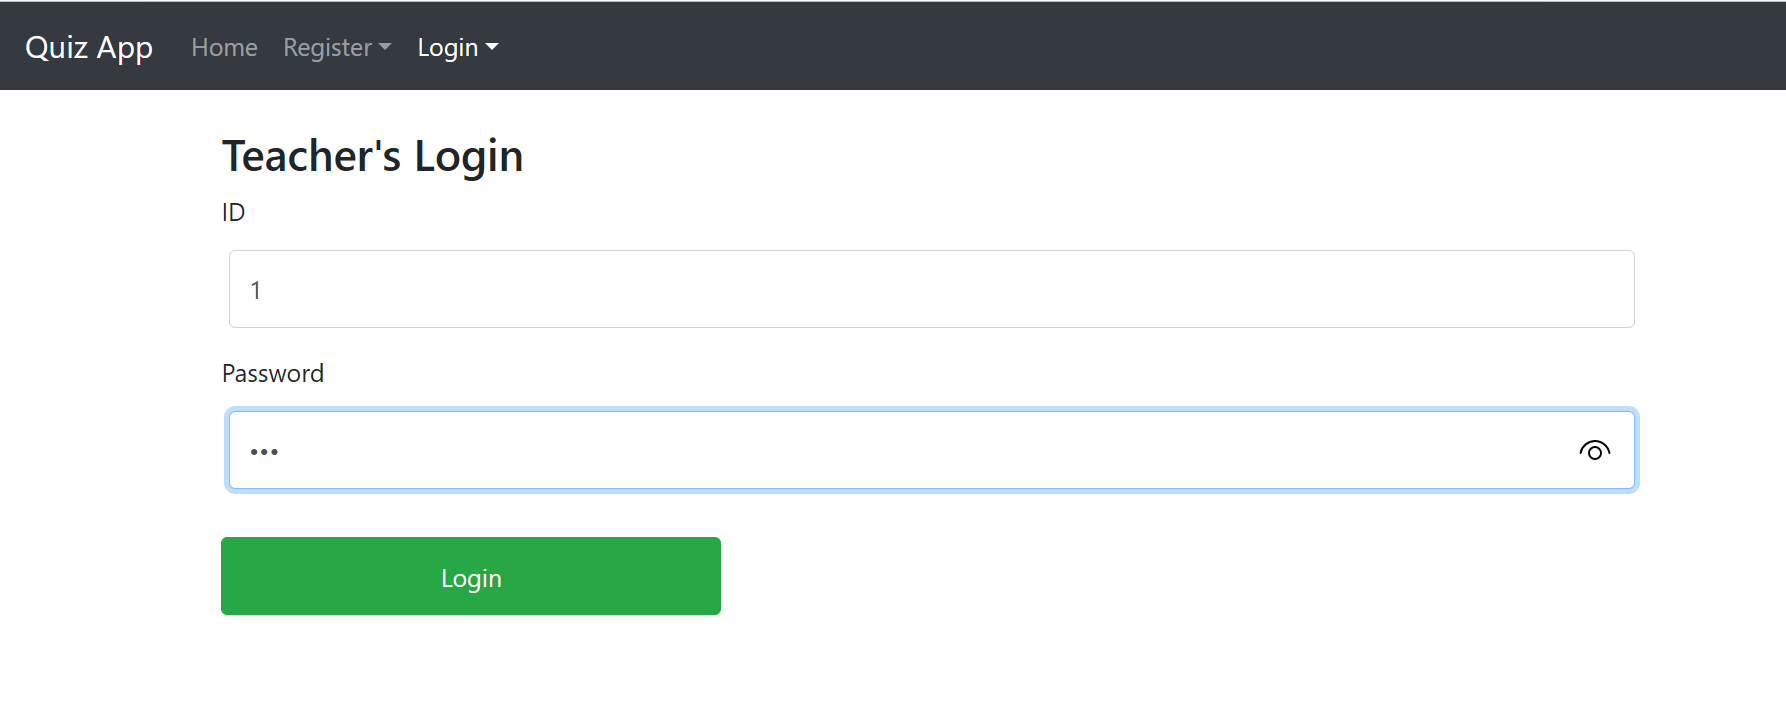 Quiz App Home Register Login
Teacher's Login
ID
1
Password
•••
Login